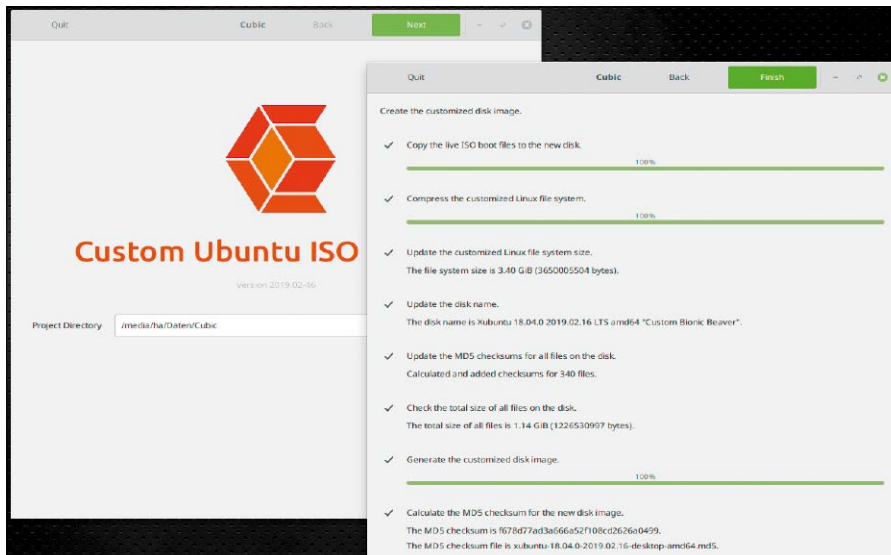 Quit Cubic Back Next
Custom Ubuntu ISO
Project Directory /media/ha/Daten/Cubic
Quit Cubic Back Finish
Create the customized disk image.
Copy the live ISO boot files to the new disk.
100%
Compress the customized Linux file system.
100%
Update the customized Linux file system size.
The file system size is 3.40 GiB (3650005504 bytes).
Update the disk name.
The disk name is Xubuntu 18.04.0 2019.02.16 LTS amd64 "Custom Bionic Beaver".
Update the MD5 checksums for all files on the disk.
Calculated and added checksums for 340 files.
Check the total size of all files on the disk.
The total size of all files is 1.14 GiB (1226530997 bytes).
Generate the customized disk image.
100%
Calculate the MD5 checksum for the new disk image.
The MD5 checksum is f678d77ad3a666a52f108cd2626a0499.
The MD5 checksum file is xubuntu-18.04.0-2019.02.16-desktop-amd64.md5.